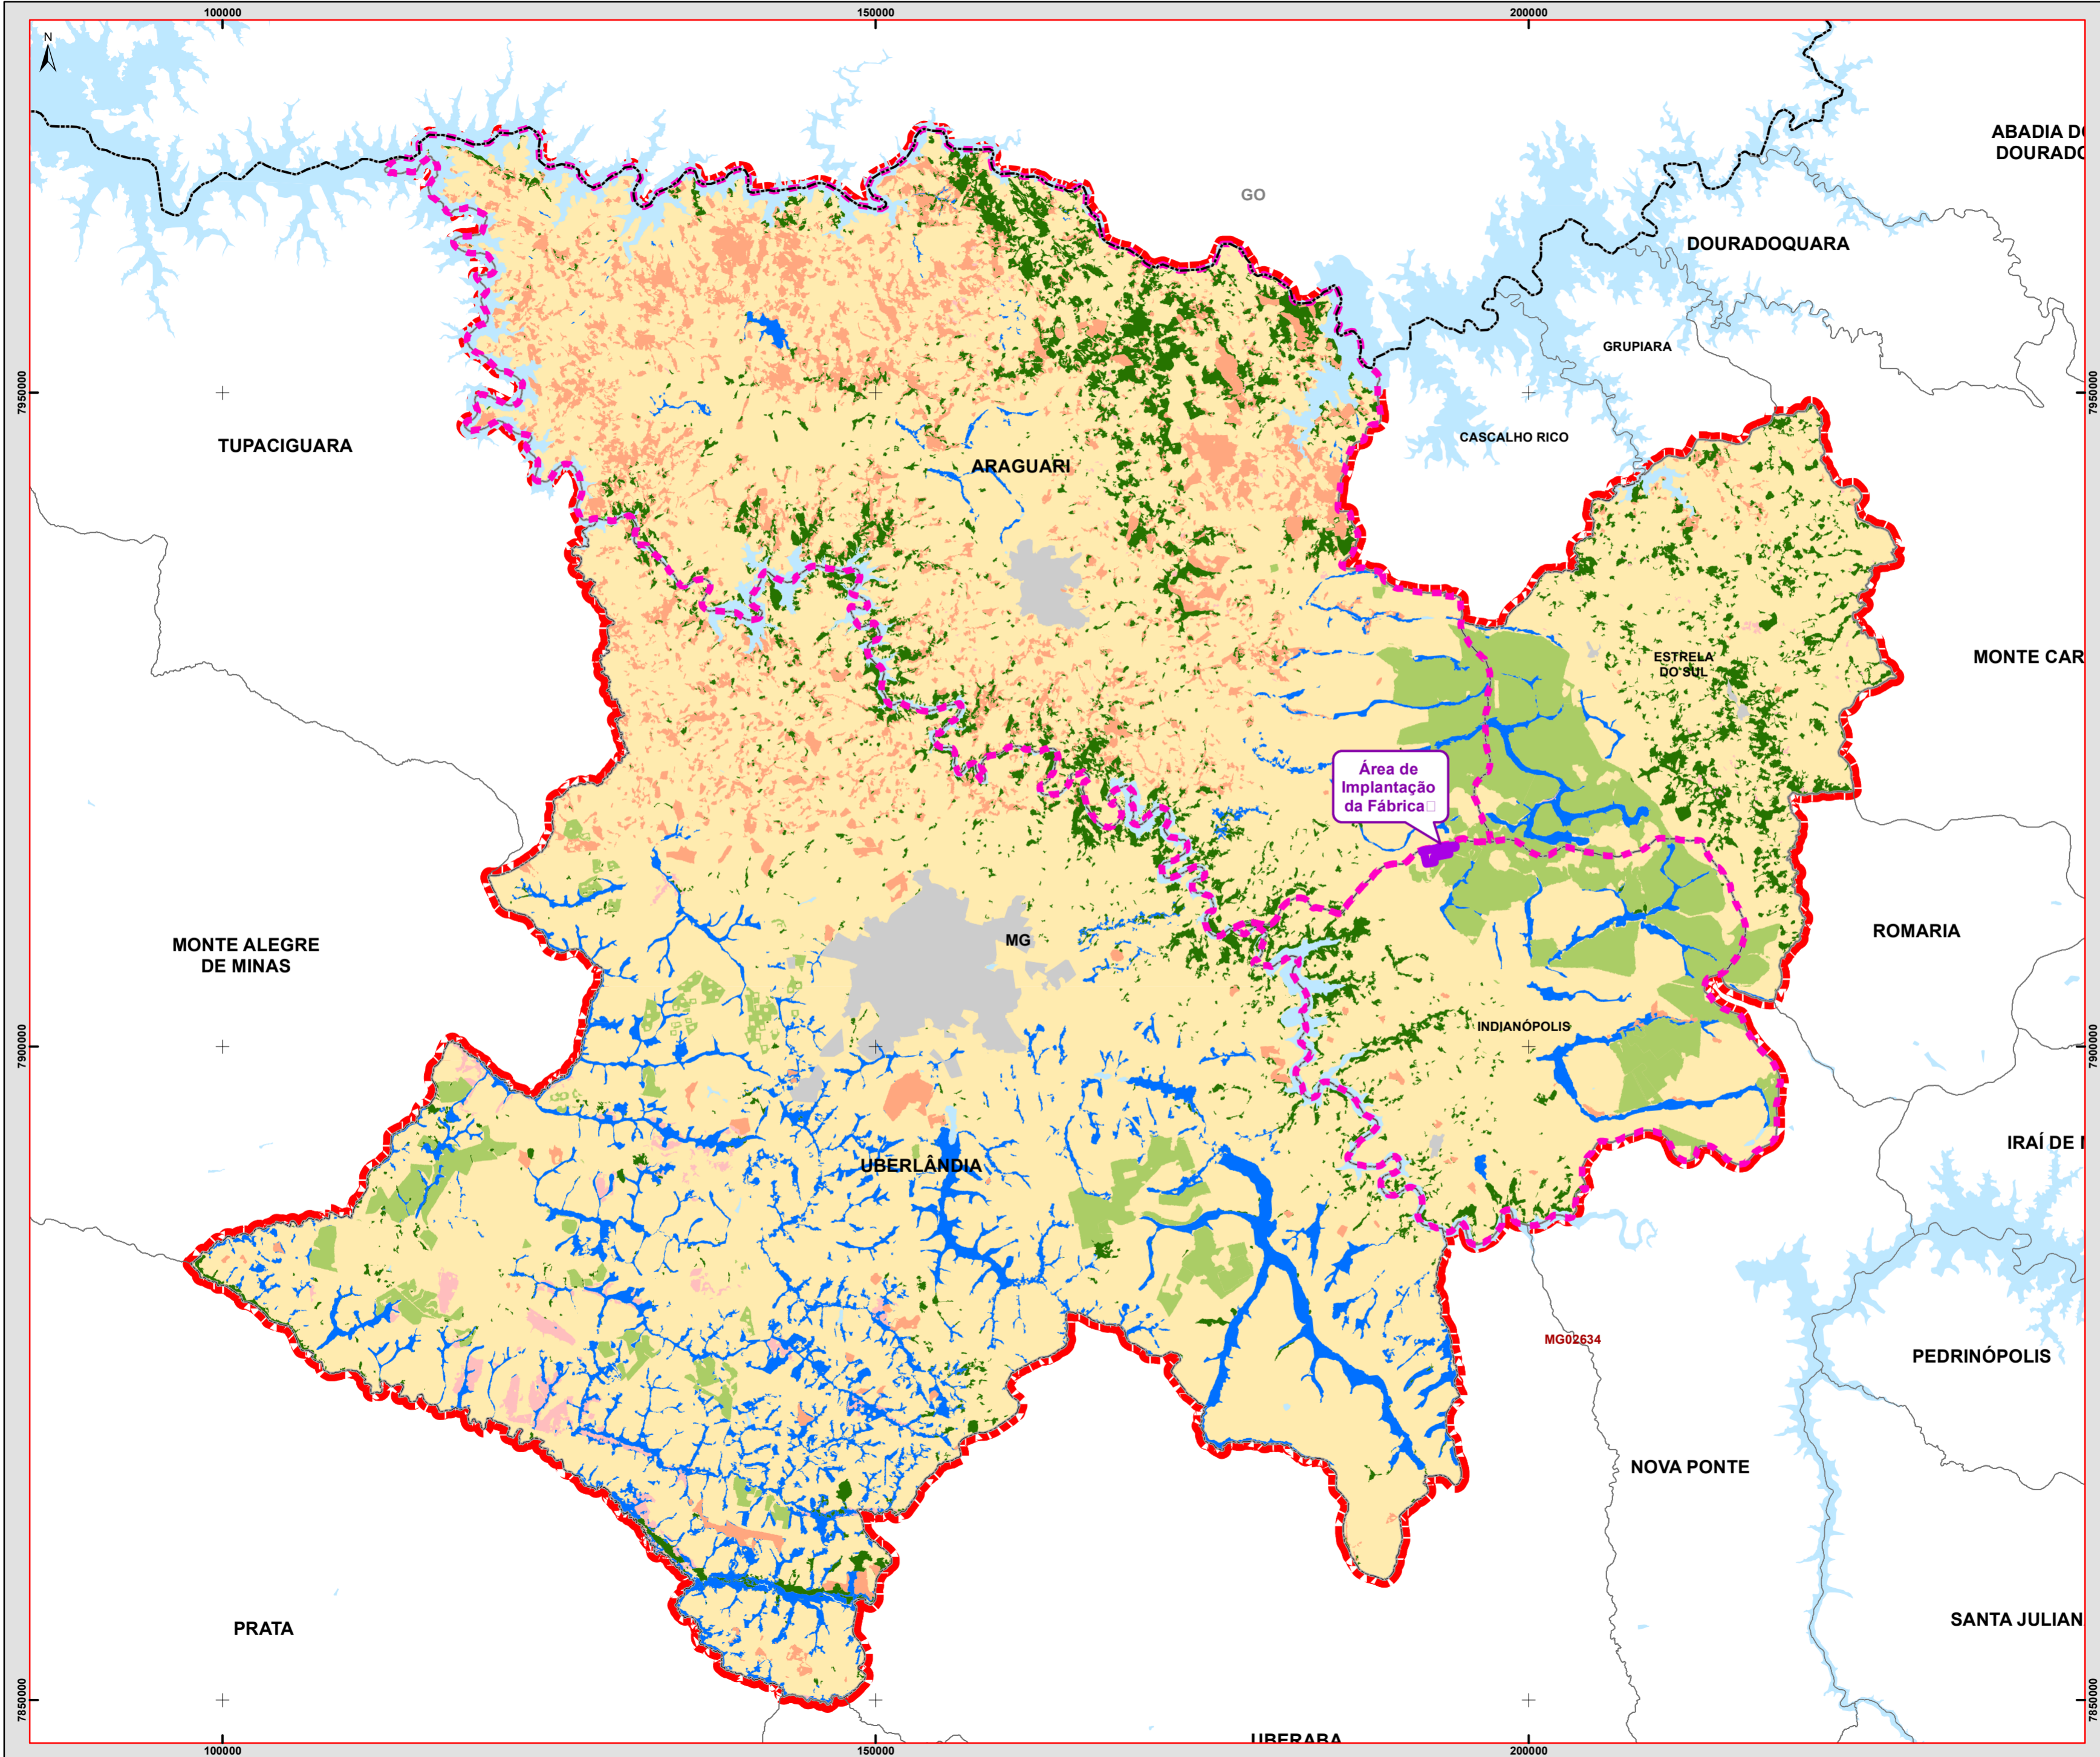 100000
150000
200000
N
ABADIA D
DOURAD
GO
DOURADOQUARA
GRUPIARA
7950000
7950000
TUPACIGUARA
CASCALHO RICO
ARAGUARI
ESTRELA
DO SUL
MONTE CAR
Área de
Implantação
da Fábrica
MONTE ALEGRE
DE MINAS
MG
ROMARIA
INDIANÓPOLIS
7900000
7900000
UBERLÂNDIA
IRAÍ DE
MG02634
PEDRINÓPOLIS
NOVA PONTE
PRATA
SANTA JULIAN
7850000
7850000
UBERABA
100000
150000
200000